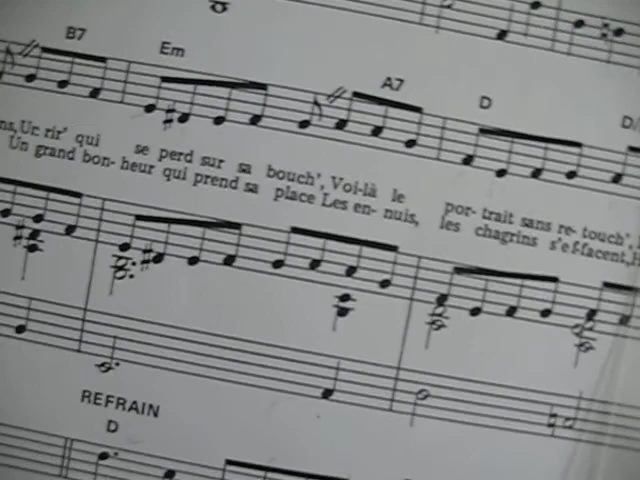 B7 Em A7 D D/
ns, Un rir' qui se perd sur sa bouch', Voi-là le por- trait sans re- touch',
Un grand bon- heur qui prend sa place Les en- nuis, les chagrins s'ef-facent, H
REFRAIN
D